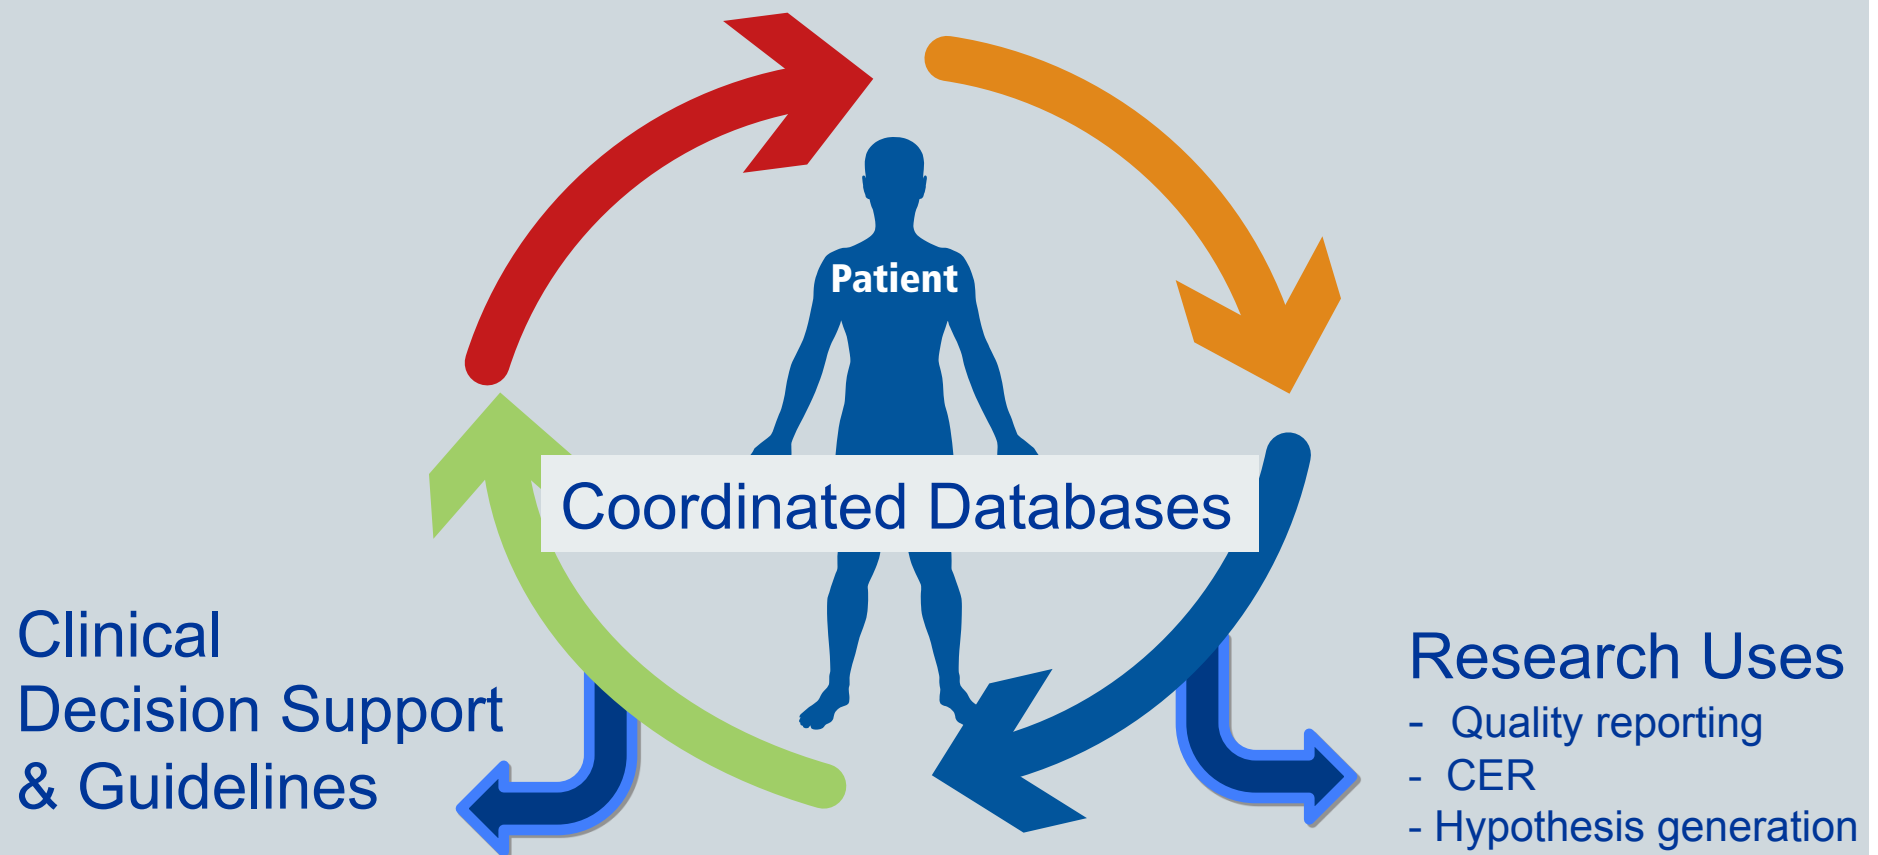 Patient
Coordinated Databases
Clinical
Decision Support
& Guidelines
Research Uses
- Quality reporting
- CER
- Hypothesis generation